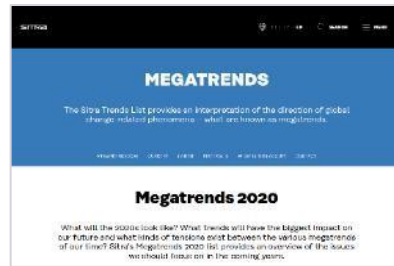 SITRA
SEARCH
MEGATRENDS
The Sitra Trends List provides an interpretation of the direction of global
change-related phenomena – what are known as megatrends.
Megatrends 2020
What will the 2020s look like? What trends will have the biggest impact on
our future and what kinds of tensions exist between the various megatrends
of our time? Sitra's Megatrends 2020 list provides an overview of the issues
we should focus on in the coming years.